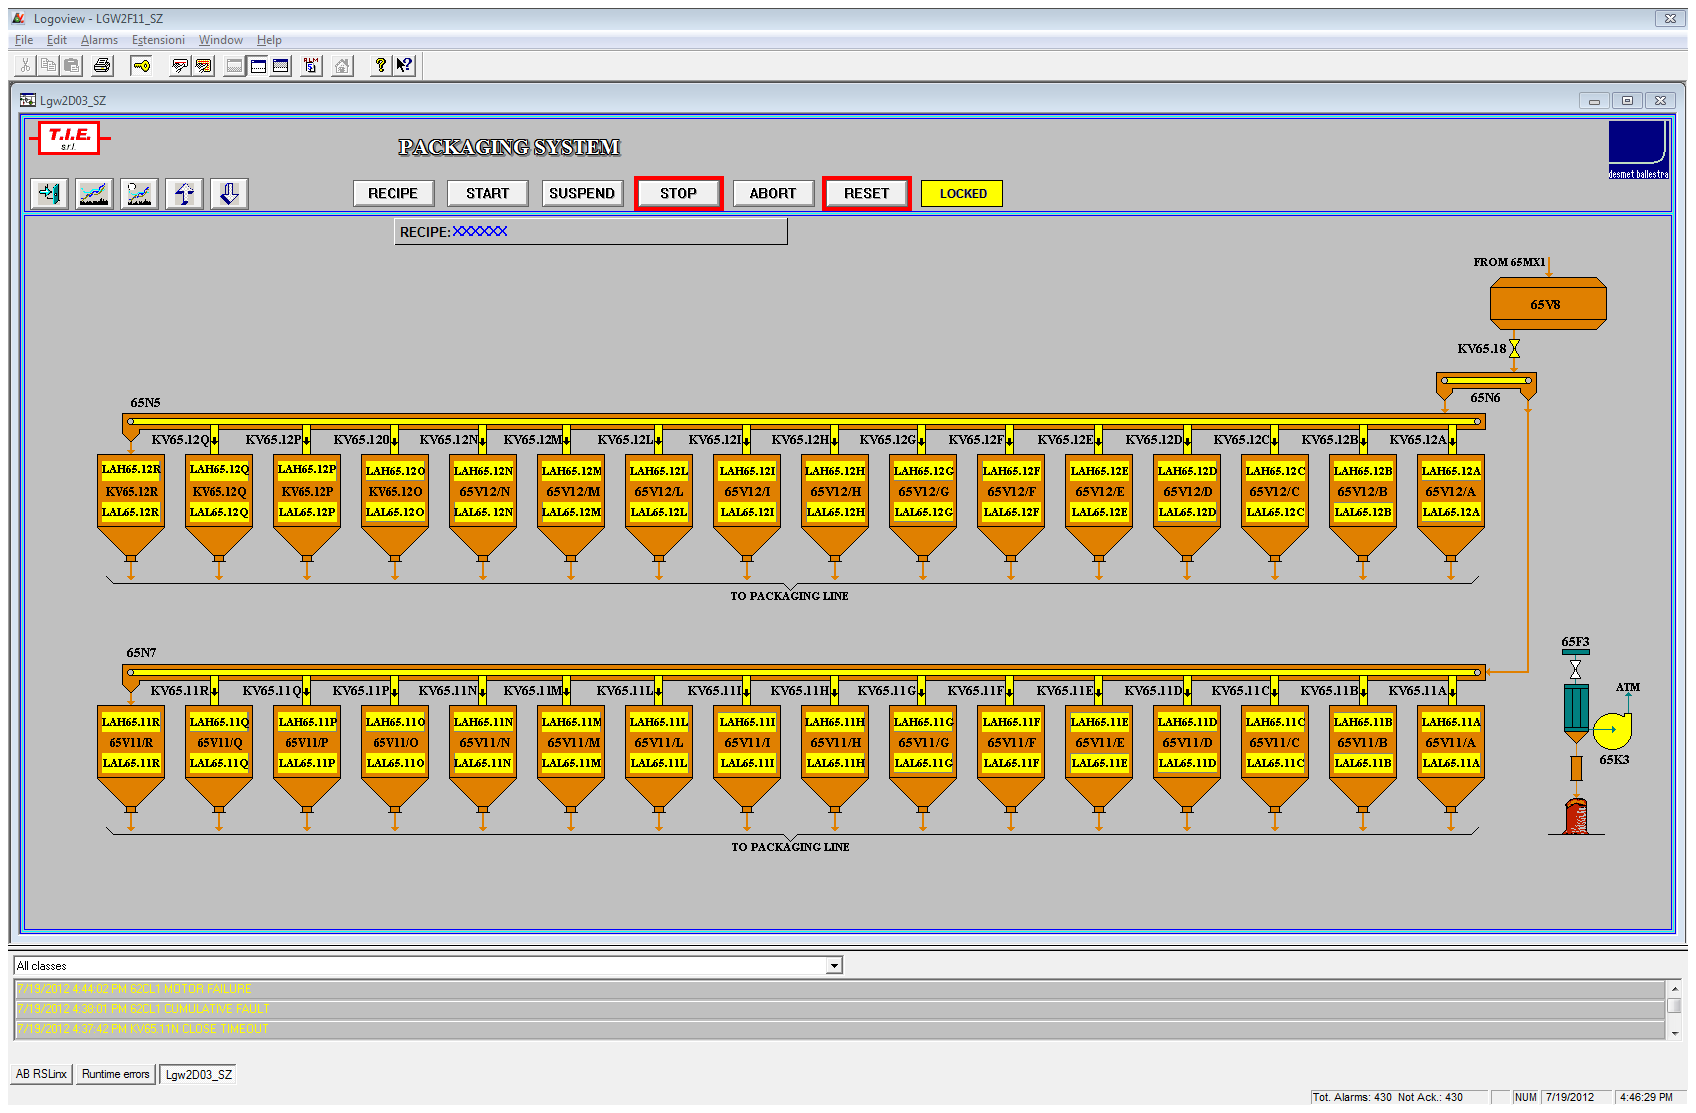 Logoview - LGW2F11_SZ
File Edit Alarms Estensioni Window Help
Lgw2D03_SZ
T.I.E.
s.r.l.
PACKAGING SYSTEM
desmet ballestra
RECIPE START SUSPEND STOP ABORT RESET LOCKED
RECIPE:XXXXXX
FROM 65MX1
65V8
KV65.18
65N6
65N5
KV65.12Q KV65.12P KV65.120 KV65.12N KV65.12M KV65.12L KV65.12I KV65.12H KV65.12G KV65.12F KV65.12E KV65.12D KV65.12C KV65.12B KV65.12A
LAH65.12R LAH65.12Q LAH65.12P LAH65.12O LAH65.12N LAH65.12M LAH65.12L LAH65.12I LAH65.12H LAH65.12G LAH65.12F LAH65.12E LAH65.12D LAH65.12C LAH65.12B LAH65.12A
KV65.12R KV65.12Q KV65.12P KV65.12O 65V12/N 65V12/M 65V12/L 65V12/I 65V12/H 65V12/G 65V12/F 65V12/E 65V12/D 65V12/C 65V12/B 65V12/A
LAL65.12R LAL65.12Q LAL65.12P LAL65.12O LAL65.12N LAL65.12M LAL65.12L LAL65.12I LAL65.12H LAL65.12G LAL65.12F LAL65.12E LAL65.12D LAL65.12C LAL65.12B LAL65.12A
TO PACKAGING LINE
65N7
KV65.11R KV65.11Q KV65.11P KV65.11N KV65.11M KV65.11L KV65.11I KV65.11H KV65.11G KV65.11F KV65.11E KV65.11D KV65.11C KV65.11B KV65.11A
LAH65.11R LAH65.11Q LAH65.11P LAH65.11O LAH65.11N LAH65.11M LAH65.11L LAH65.11I LAH65.11H LAH65.11G LAH65.11F LAH65.11E LAH65.11D LAH65.11C LAH65.11B LAH65.11A
65V11/R 65V11/Q 65V11/P 65V11/O 65V11/N 65V11/M 65V11/L 65V11/I 65V11/H 65V11/G 65V11/F 65V11/E 65V11/D 65V11/C 65V11/B 65V11/A
LAL65.11R LAL65.11Q LAL65.11P LAL65.11O LAL65.11N LAL65.11M LAL65.11L LAL65.11I LAL65.11H LAL65.11G LAL65.11F LAL65.11E LAL65.11D LAL65.11C LAL65.11B LAL65.11A
TO PACKAGING LINE
65F3
ATM
65K3
All classes
7/19/2012 4:44:02 PM 62CL1 MOTOR FAILURE
7/19/2012 4:38:01 PM 62CL1 CUMULATIVE FAULT
7/19/2012 4:37:42 PM KV65.11N CLOSE TIMEOUT
AB RSLinx Runtime errors Lgw2D03_SZ
Tot. Alarms: 430 Not Ack.: 430 NUM 7/19/2012 4:46:29 PM